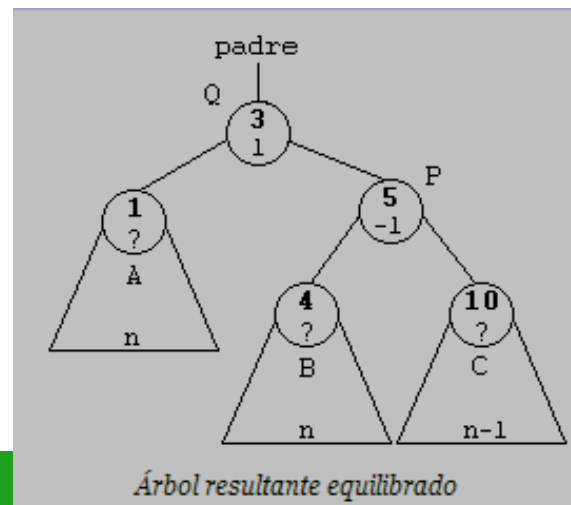 padre
Q
3
1
P
5
-1
1
?
A
n
4
?
B
n
10
?
C
n-1
Árbol resultante equilibrado